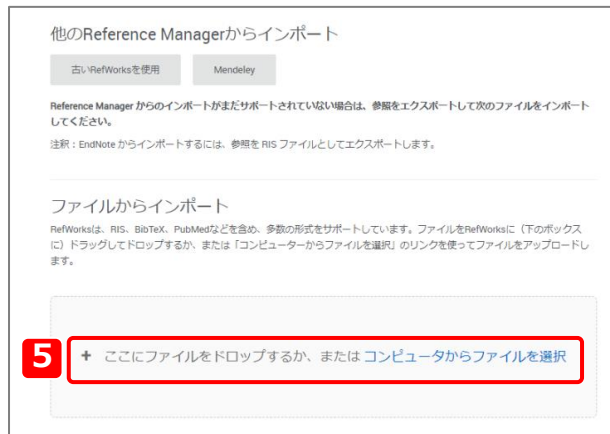 他のReference Managerからインポート
古いRefWorksを使用 Mendeley
Reference Manager からのインポートがまだサポートされていない場合は、参照をエクスポートして次のファイルをインポート
してください。
注釈：EndNote からインポートするには、参照を RIS ファイルとしてエクスポートします。
ファイルからインポート
RefWorksは、RIS、BibTeX、PubMedなどを含め、多数の形式をサポートしています。ファイルをRefWorksに（下のボックス
に）ドラッグしてドロップするか、または「コンピューターからファイルを選択」のリンクを使ってファイルをアップロードし
ます。
5 + ここにファイルをドロップするか、または コンピュータからファイルを選択